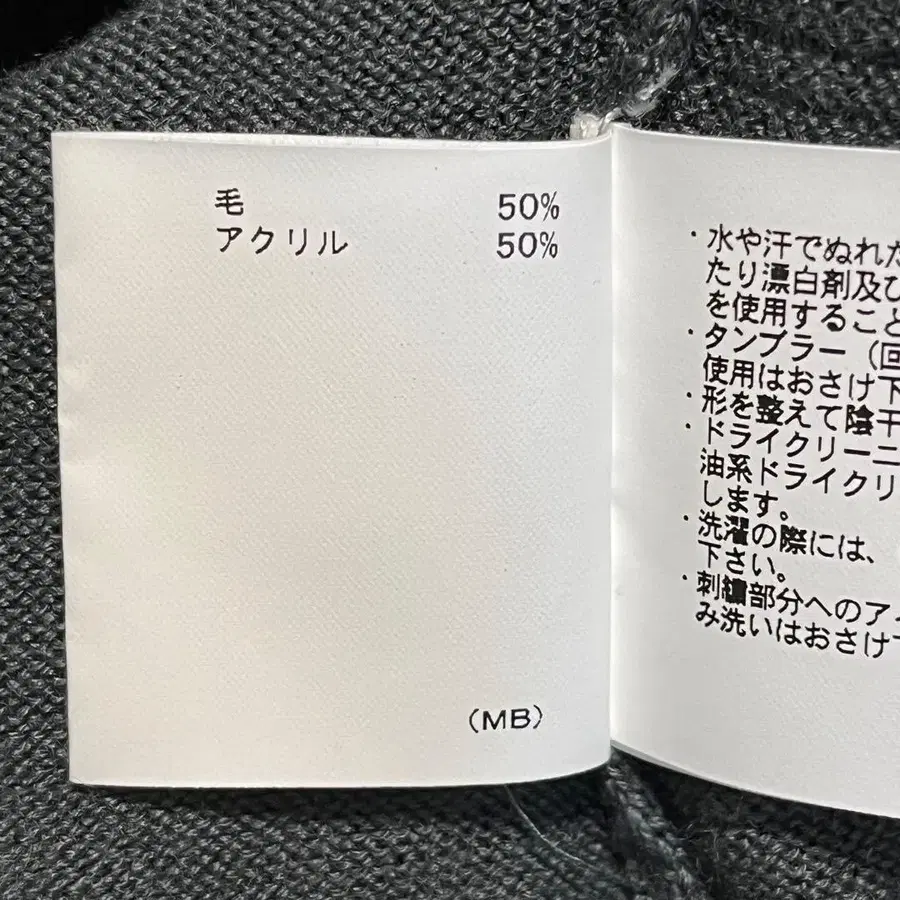 毛 50%
アクリル 50%
(MB)
・水や汗でぬれた
たり漂白剤及び
を使用すること
・タンブラー(回
使用はおさけ下
・形を整えて陰干
・ドライクリーニ
油系ドライクリ
します。
・洗濯の際には、
下さい。
・刺繍部分へのア
み洗いはおさけ